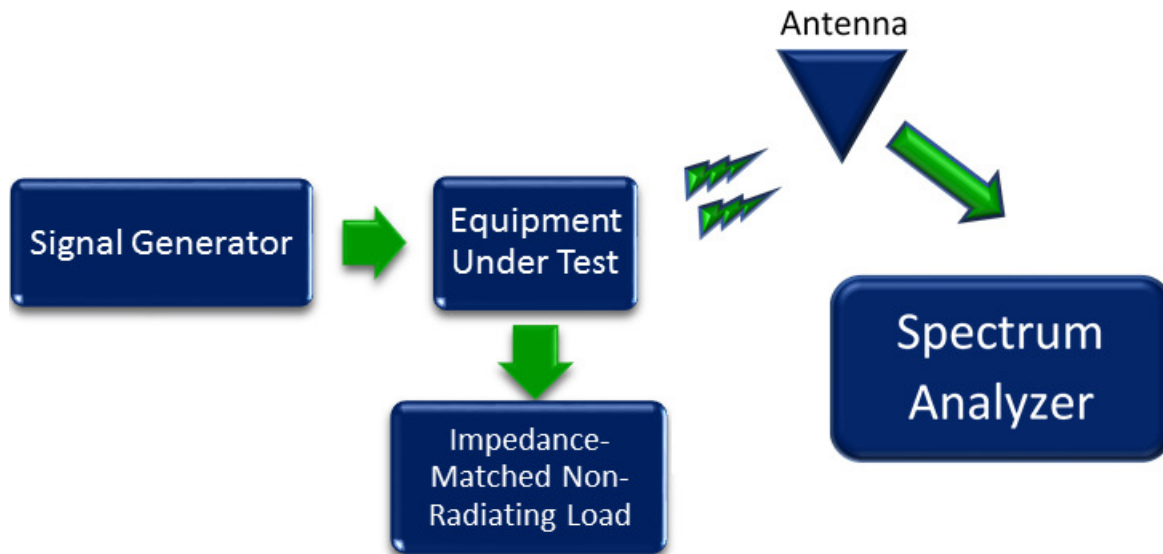 Antenna
Signal Generator
Equipment
Under Test
Spectrum
Analyzer
Impedance-
Matched Non-
Radiating Load